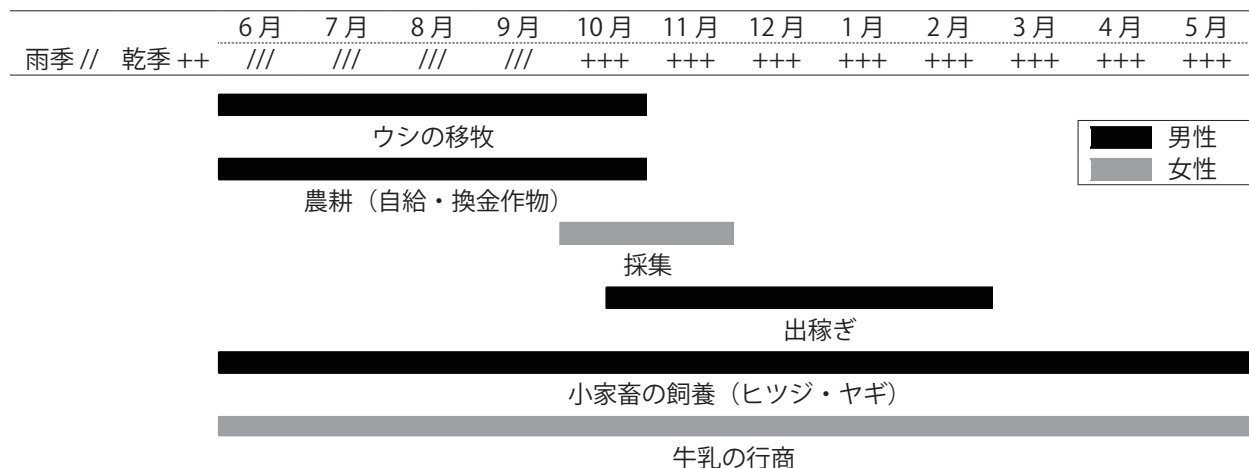 6月 7月 8月 9月 10月 11月 12月 1月 2月 3月 4月 5月
雨季 // 乾季 ++ /// /// /// /// +++ +++ +++ +++ +++ +++ +++ +++
ウシの移牧
男性
女性
農耕（自給・換金作物）
採集
出稼ぎ
小家畜の飼養（ヒツジ・ヤギ）
牛乳の行商